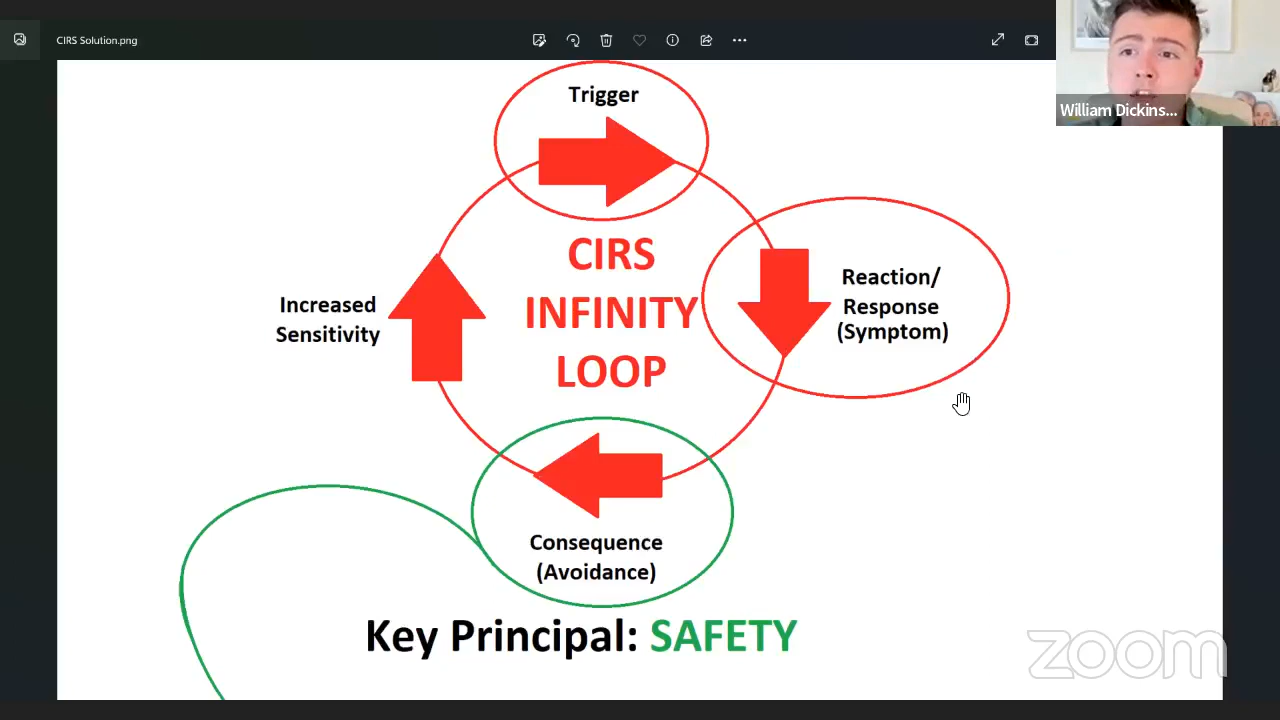 CIRS Solution.png
William Dickins...
Trigger
CIRS
INFINITY
LOOP
Reaction/
Response
(Symptom)
Increased
Sensitivity
Consequence
(Avoidance)
Key Principal: SAFETY
zoom